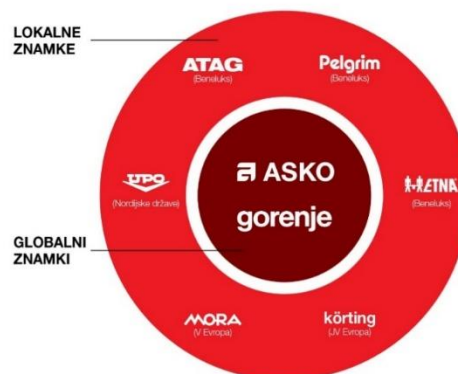 LOKALNE
ZNAMKE
ATAG
(Beneluks)
Pelgrim
(Beneluks)
UPO
(Nordijske države)
ASKO
gorenje
ETNA
(Beneluks)
GLOBALNI
ZNAMKI
MORA
(V Evropa)
körting
(JV Evropa)